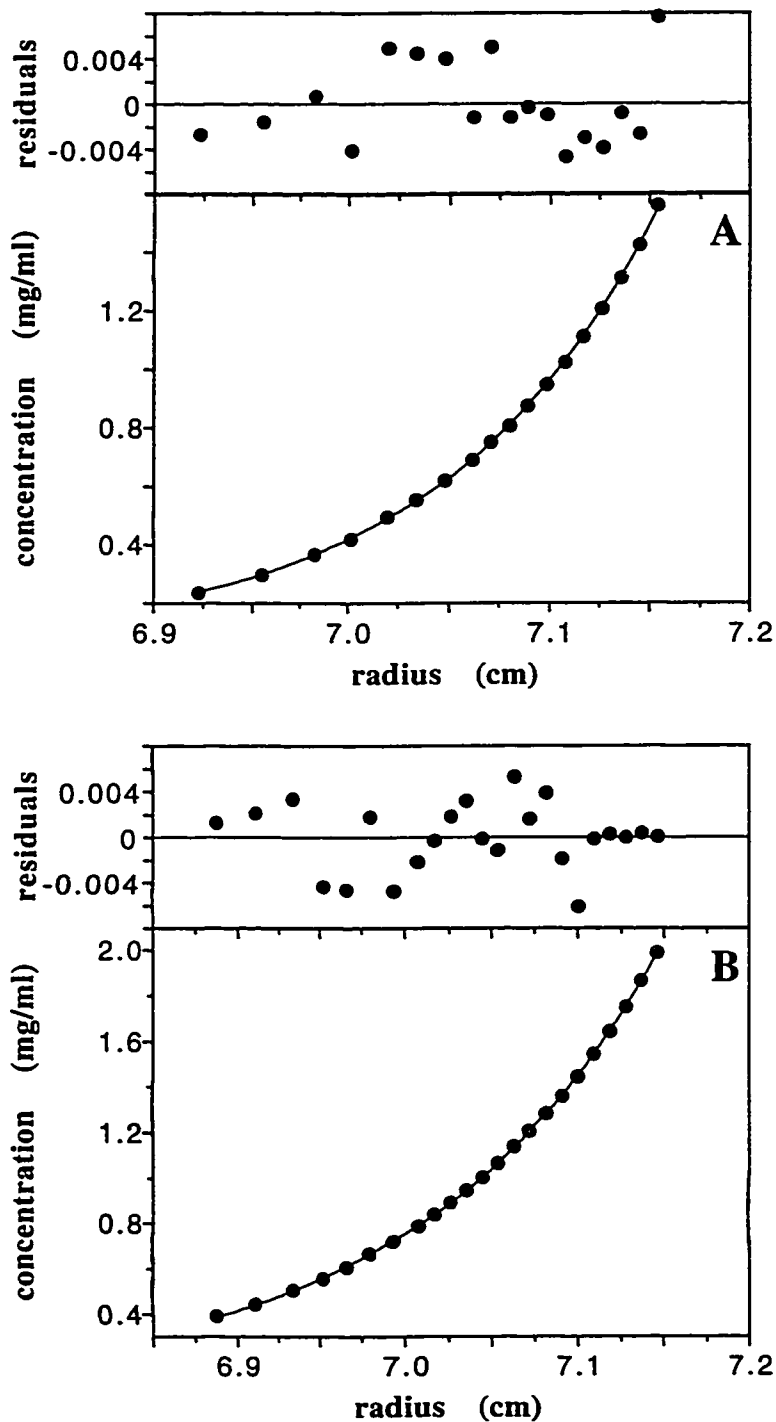 residuals
0.004
0
-0.004
A
concentration (mg/ml)
1.2
0.8
0.4
6.9 7.0 7.1 7.2
radius (cm)
residuals
0.004
0
-0.004
B
concentration (mg/ml)
2.0
1.6
1.2
0.8
0.4
6.9 7.0 7.1 7.2
radius (cm)